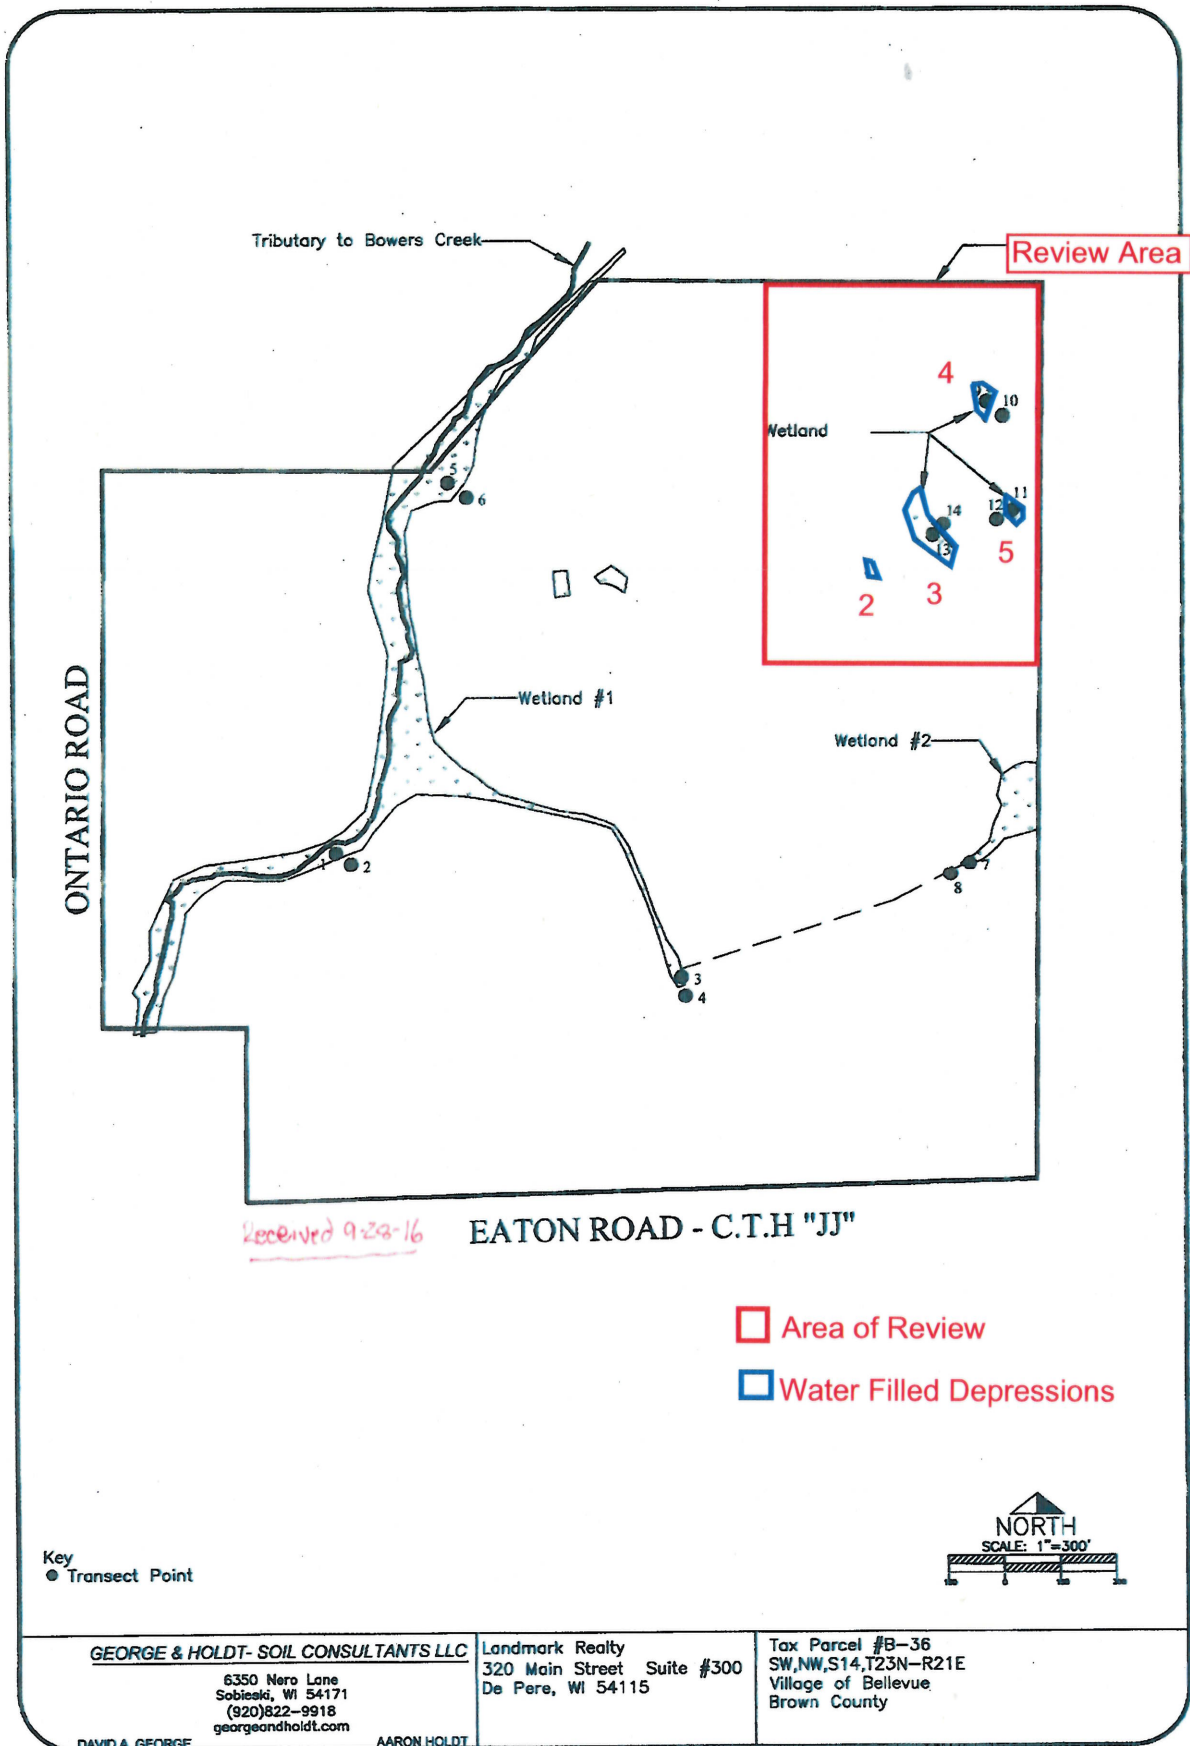 Tributary to Bowers Creek
Review Area
4
10
Wetland
5
6
14
12
11
13
5
3
2
ONTARIO ROAD
Wetland #1
Wetland #2
1
2
7
8
3
4
Received 9-28-16
EATON ROAD - C.T.H "JJ"
Area of Review
Water Filled Depressions
NORTH
SCALE: 1"=300'
Key
Transect Point
GEORGE & HOLDT- SOIL CONSULTANTS LLC
6350 Nero Lane
Sobieski, WI 54171
(920)822-9918
georgeandholdt.com
DAVID A. GEORGE
AARON HOLDT
Landmark Realty
320 Main Street Suite #300
De Pere, WI 54115
Tax Parcel #B-36
SW,NW,S14,T23N-R21E
Village of Bellevue
Brown County